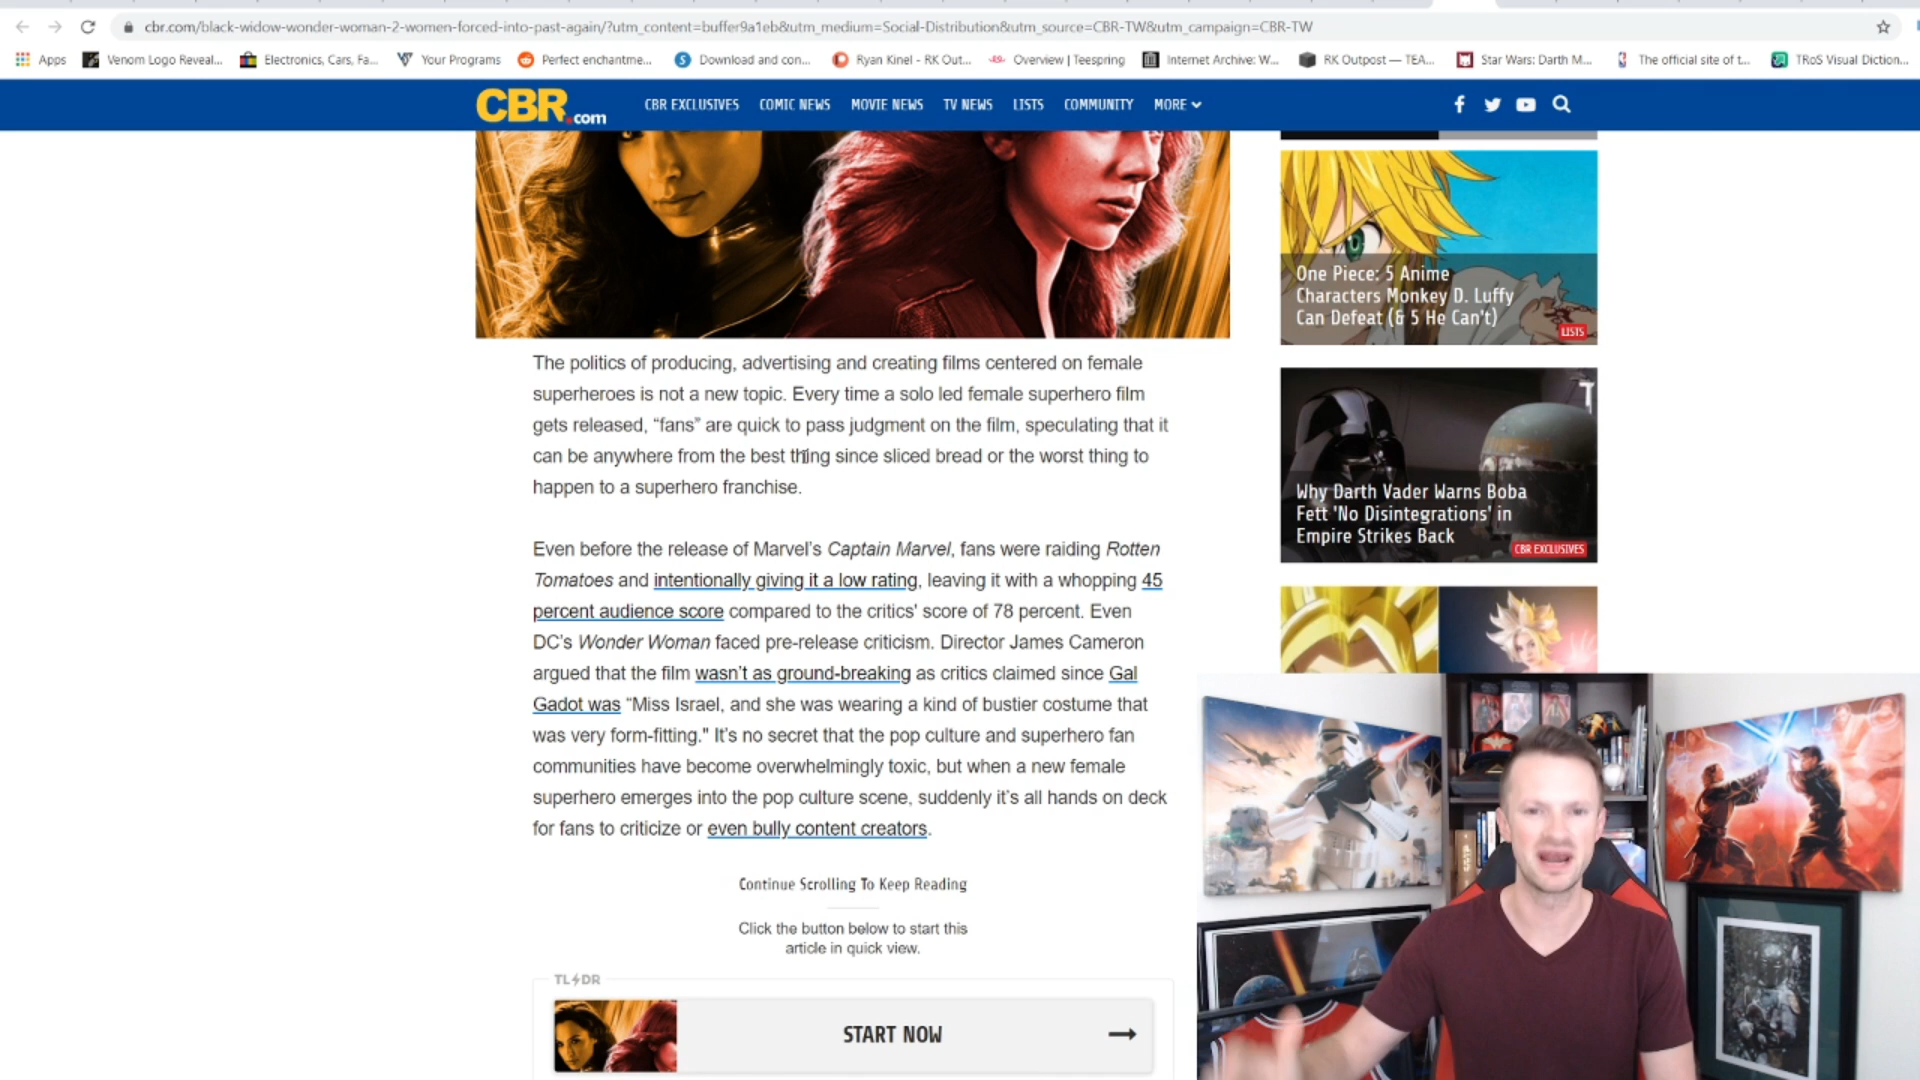 cbr.com/black-widow-wonder-woman-2-women-forced-into-past-again/?utm_content=buffer9a1eb&utm_medium=Social-Distribution&utm_source=CBR-TW&utm_campaign=CBR-TW
Apps Venom Logo Reveal... Electronics, Cars, Fa... Your Programs Perfect enchantme... Download and con... Ryan Kinel - RK Out... Overview | Teespring Internet Archive: W... RK Outpost — TEA... Star Wars: Darth M... The official site of t... TRoS Visual Diction...
CBR.com CBR EXCLUSIVES COMIC NEWS MOVIE NEWS TV NEWS LISTS COMMUNITY MORE
The politics of producing, advertising and creating films centered on female
superheroes is not a new topic. Every time a solo led female superhero film
gets released, “fans” are quick to pass judgment on the film, speculating that it
can be anywhere from the best thing since sliced bread or the worst thing to
happen to a superhero franchise.
Even before the release of Marvel’s Captain Marvel, fans were raiding Rotten
Tomatoes and intentionally giving it a low rating, leaving it with a whopping 45
percent audience score compared to the critics' score of 78 percent. Even
DC’s Wonder Woman faced pre-release criticism. Director James Cameron
argued that the film wasn’t as ground-breaking as critics claimed since Gal
Gadot was “Miss Israel, and she was wearing a kind of bustier costume that
was very form-fitting." It’s no secret that the pop culture and superhero fan
communities have become overwhelmingly toxic, but when a new female
superhero emerges into the pop culture scene, suddenly it’s all hands on deck
for fans to criticize or even bully content creators.
Continue Scrolling To Keep Reading
Click the button below to start this
article in quick view.
TL DR
START NOW
One Piece: 5 Anime
Characters Monkey D. Luffy
Can Defeat (& 5 He Can't)
LISTS
Why Darth Vader Warns Boba
Fett 'No Disintegrations' in
Empire Strikes Back
CBR EXCLUSIVES